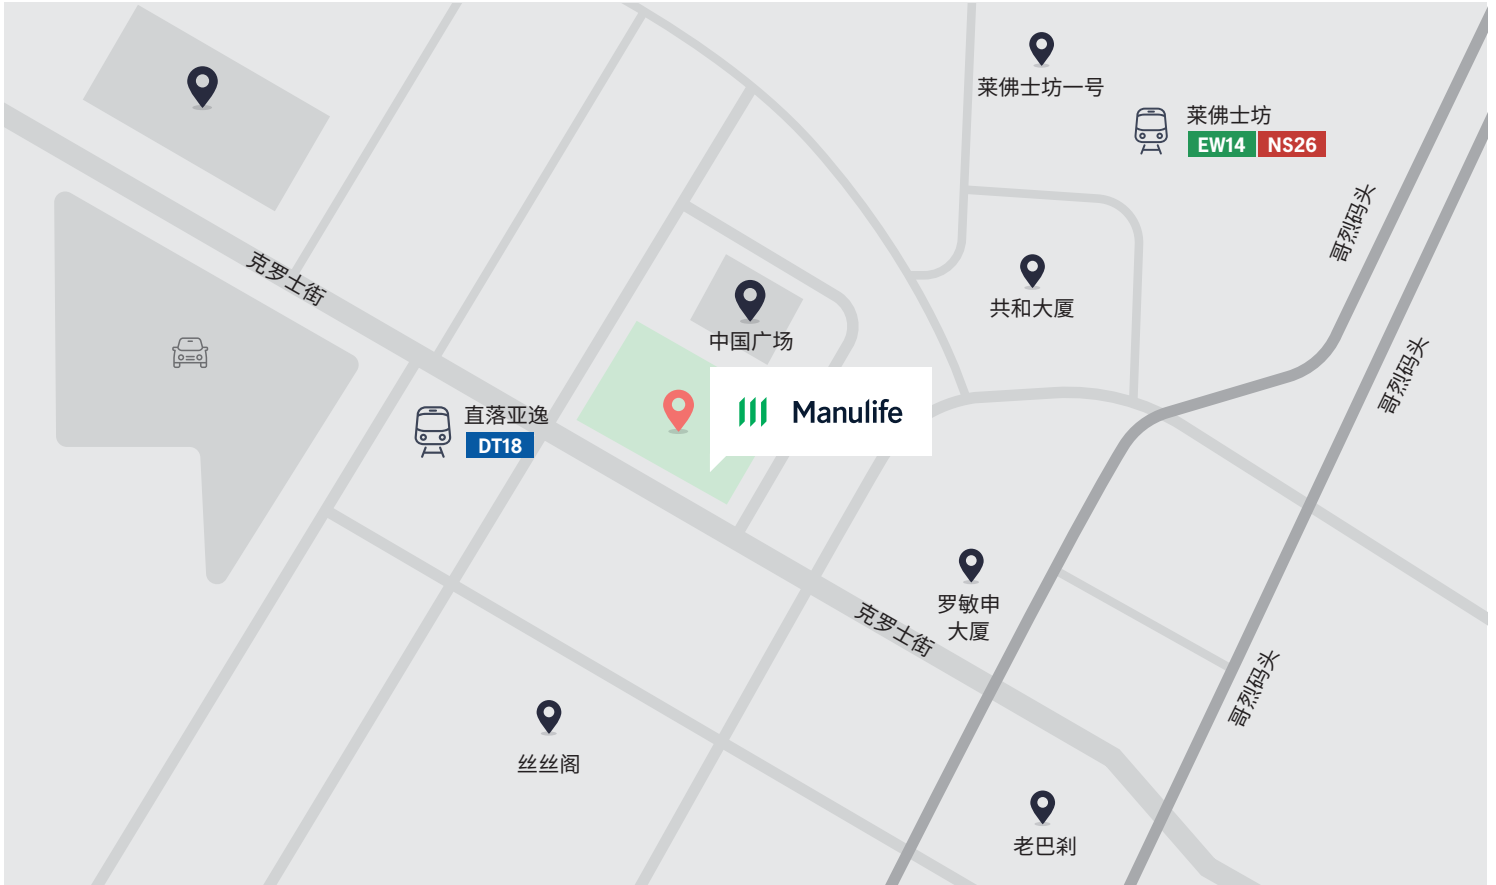 莱佛士坊一号
莱佛士坊
EW14 NS26
哥烈码头
克罗士街
共和大厦
中国广场
哥烈码头
Manulife
直落亚逸
DT18
罗敏申
大厦
克罗士街
哥烈码头
丝丝阁
老巴刹